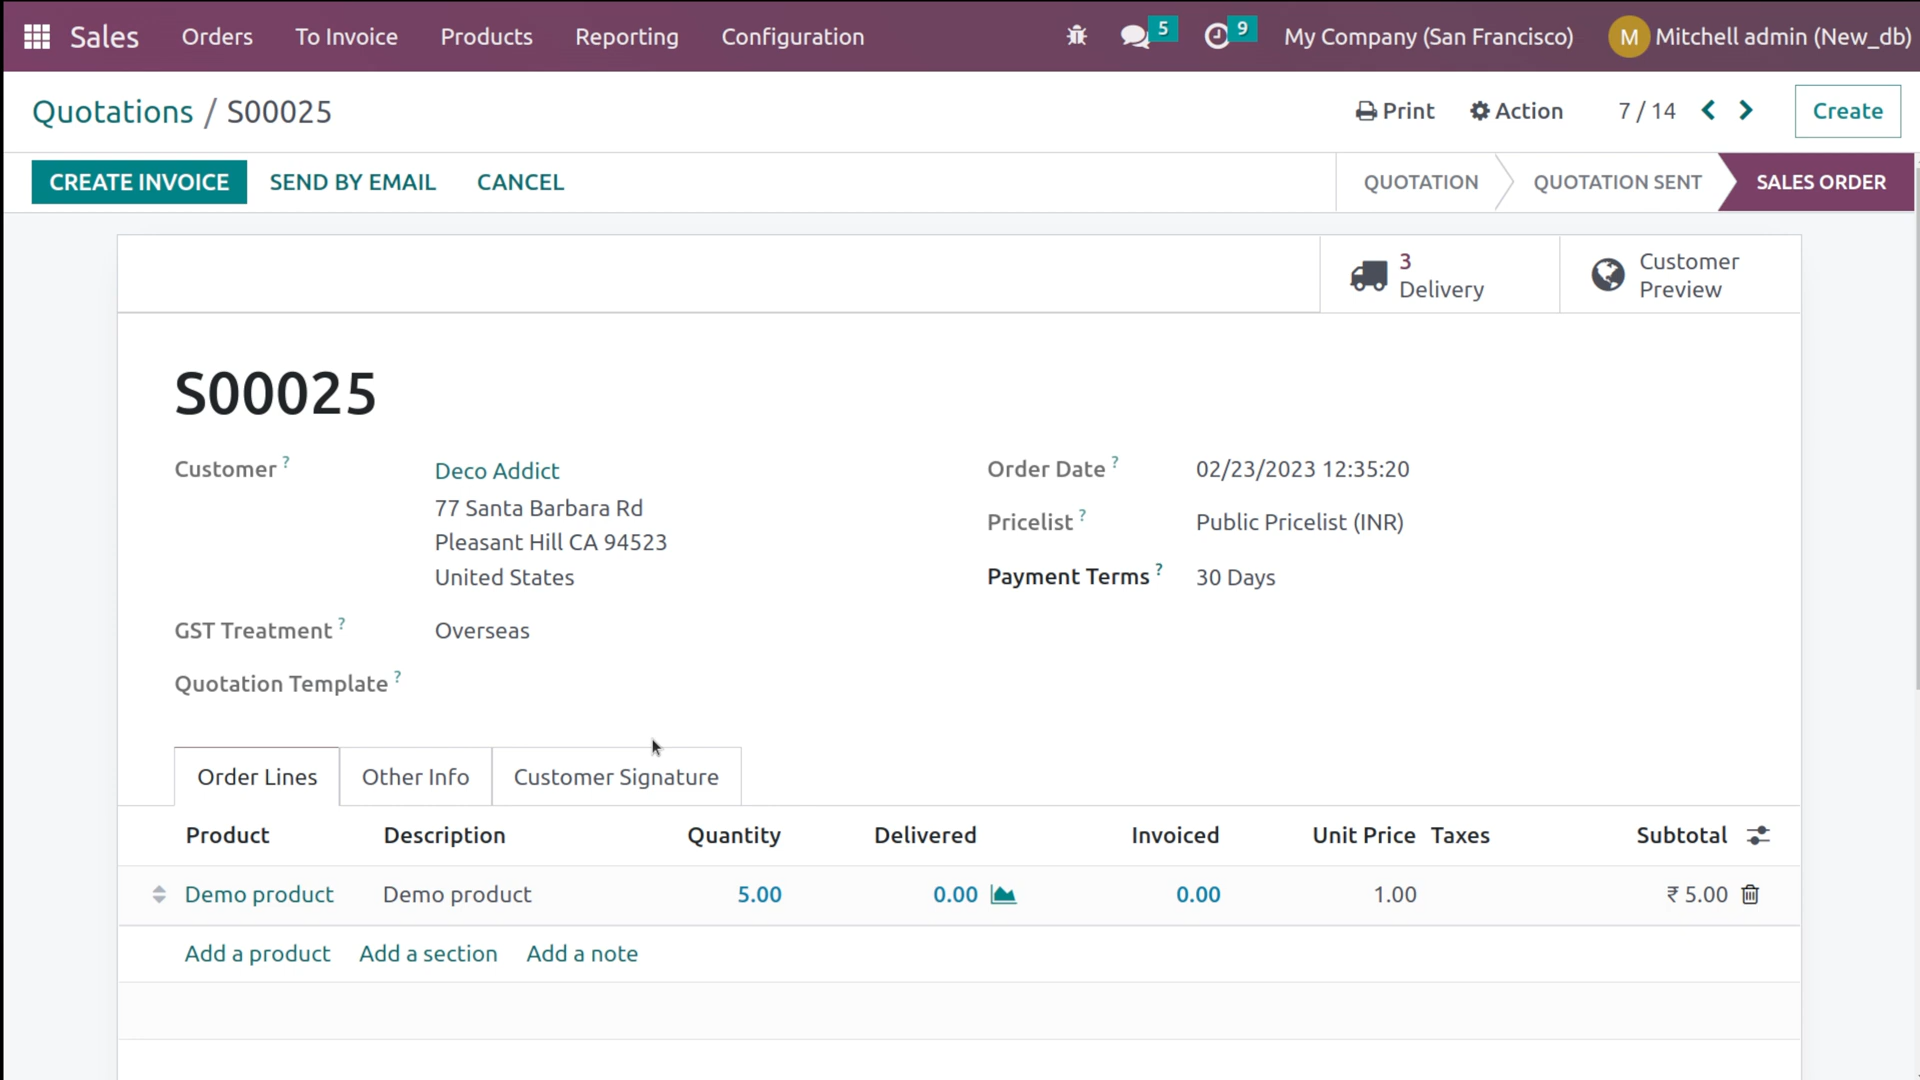 Sales Orders To Invoice Products Reporting Configuration 5 9 My Company (San Francisco) M Mitchell admin (New_db)
Quotations / S00025 Print Action 7 / 14 Create
CREATE INVOICE SEND BY EMAIL CANCEL QUOTATION QUOTATION SENT SALES ORDER
3
Delivery
Customer
Preview
S00025
Customer ? Deco Addict
77 Santa Barbara Rd
Pleasant Hill CA 94523
United States
GST Treatment ? Overseas
Quotation Template ?
Order Date ? 02/23/2023 12:35:20
Pricelist ? Public Pricelist (INR)
Payment Terms ? 30 Days
Order Lines Other Info Customer Signature
Product Description Quantity Delivered Invoiced Unit Price Taxes Subtotal
Demo product Demo product 5.00 0.00 0.00 1.00 ₹ 5.00
Add a product Add a section Add a note